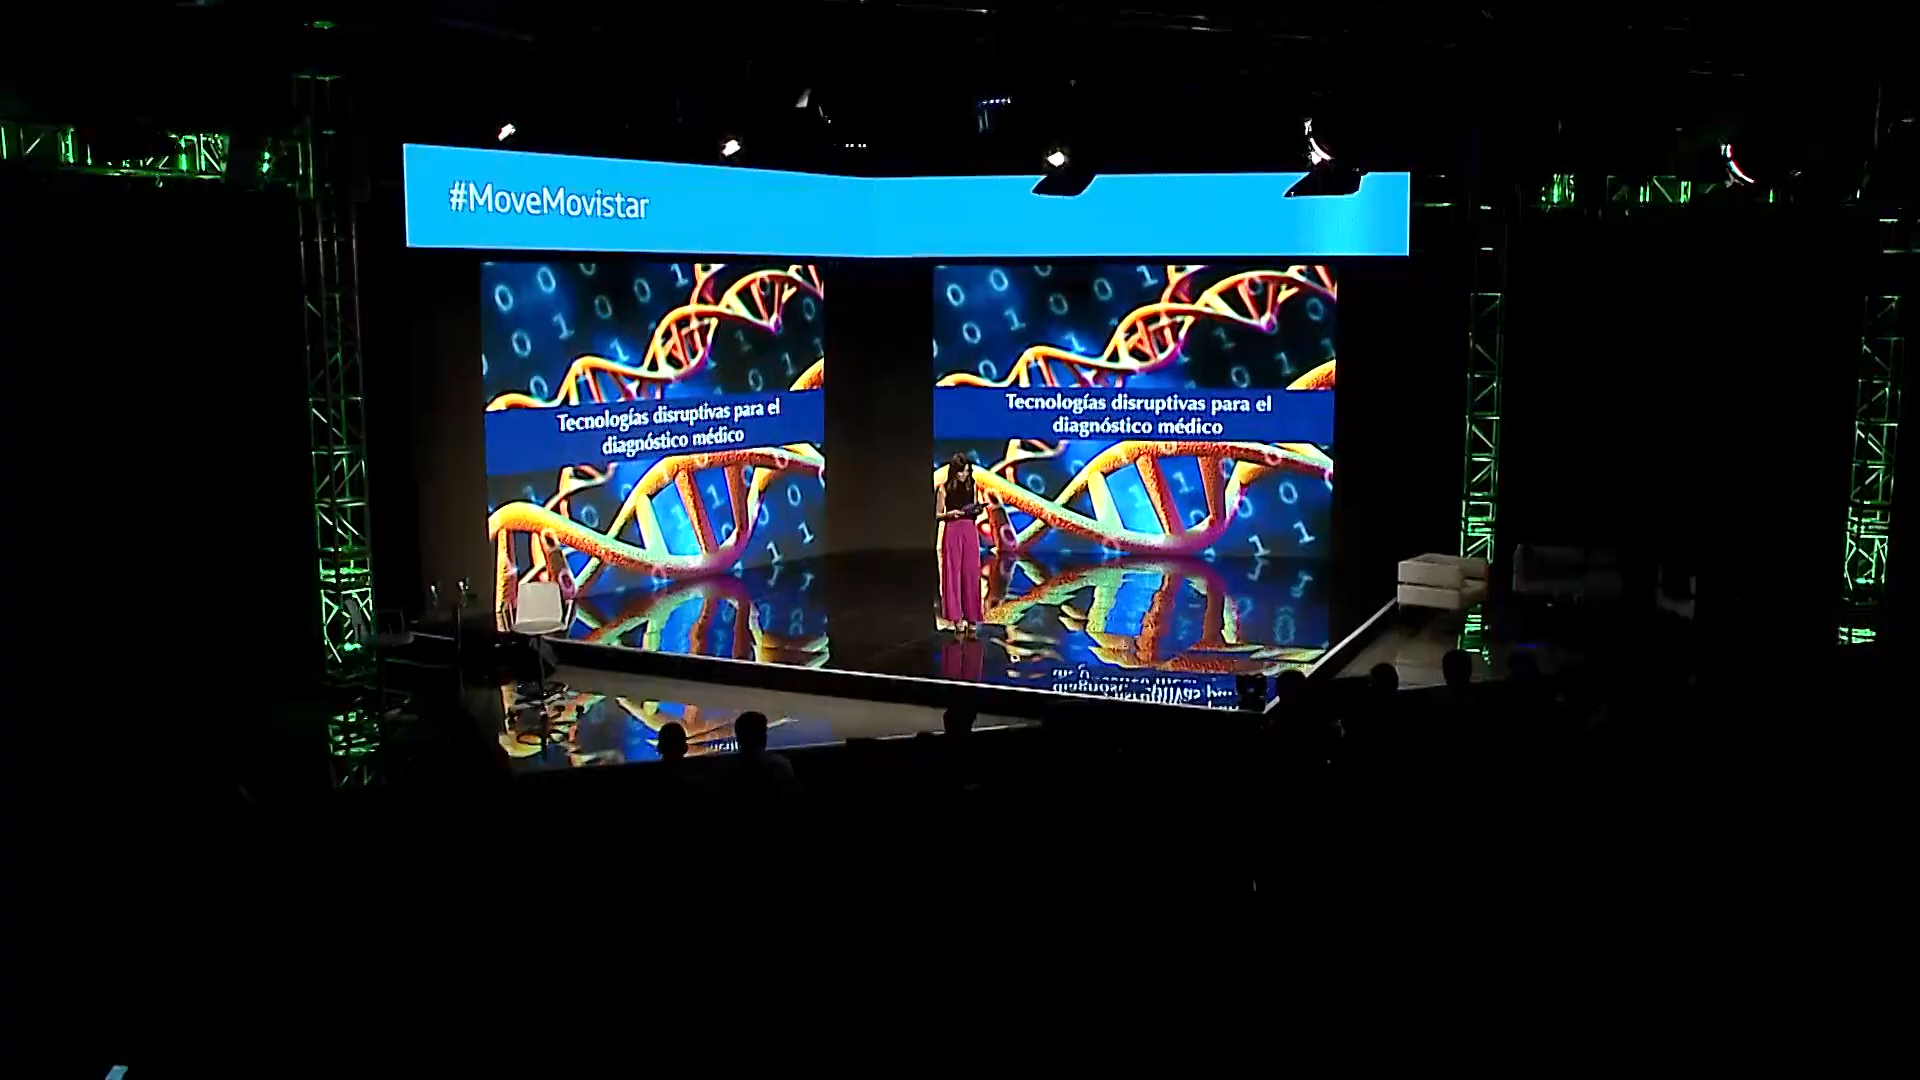 #MoveMovistar
Tecnologías disruptivas para el
diagnóstico médico
Tecnologías disruptivas para el
diagnóstico médico